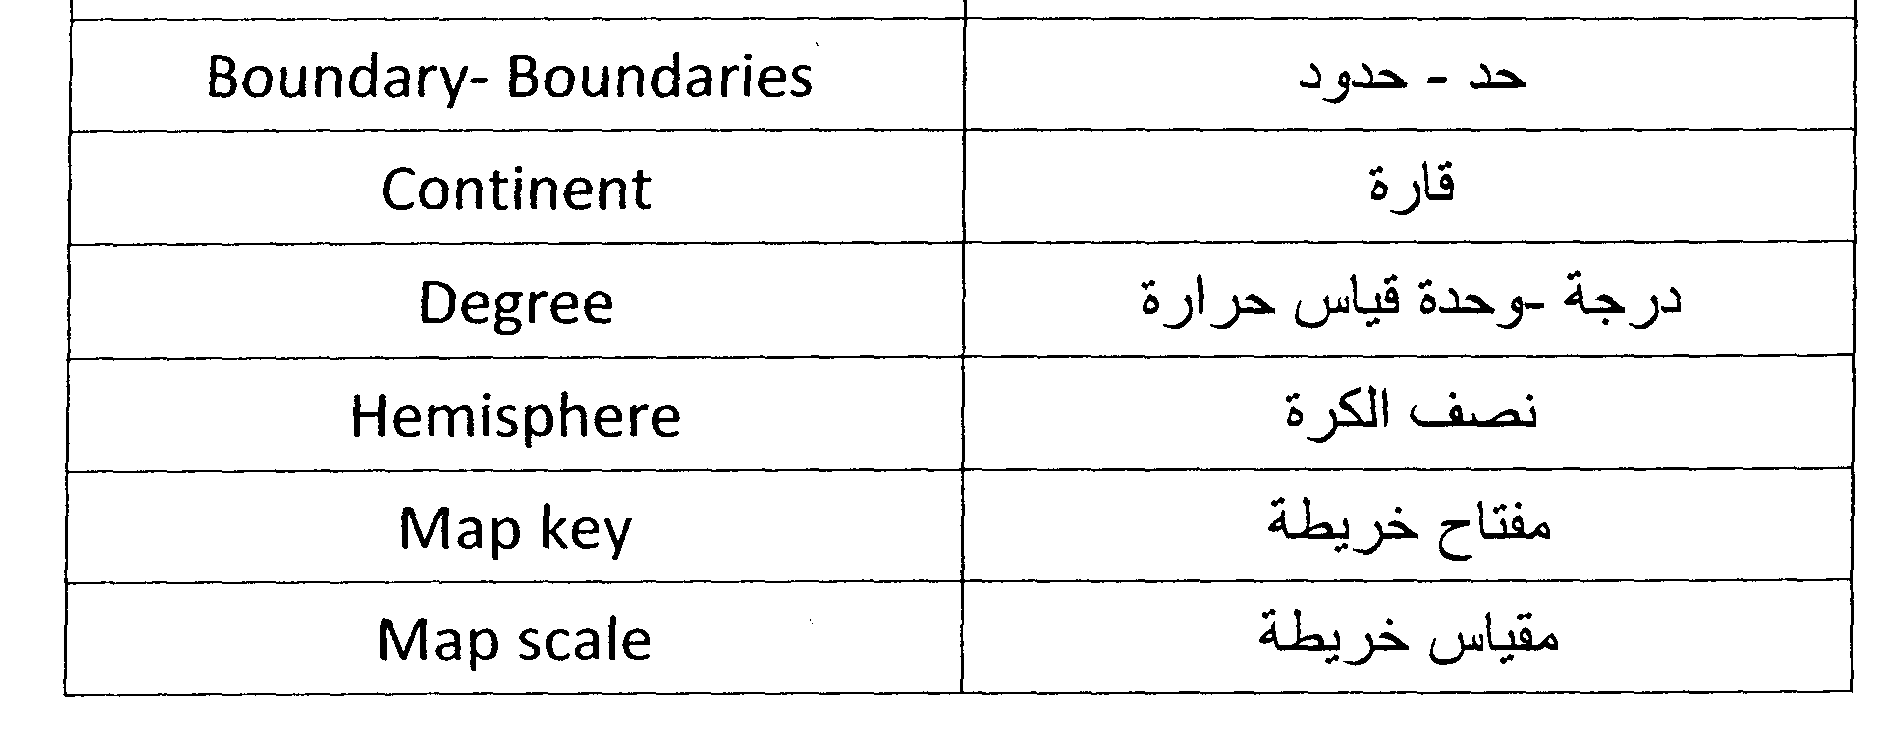 Boundary- Boundaries حد - حدود
Continent قارة
Degree درجة -وحدة قياس حرارة
Hemisphere نصف الكرة
Map key مفتاح خريطة
Map scale مقياس خريطة